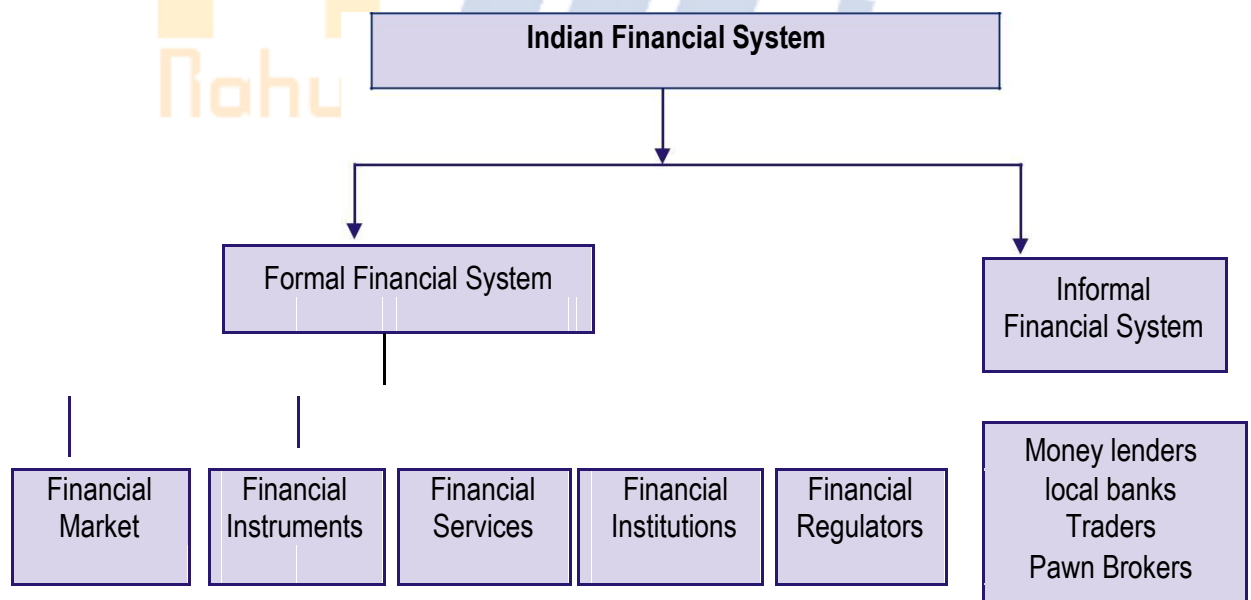 Indian Financial System
Formal Financial System
Informal
Financial System
Financial
Market
Financial
Instruments
Financial
Services
Financial
Institutions
Financial
Regulators
Money lenders
local banks
Traders
Pawn Brokers